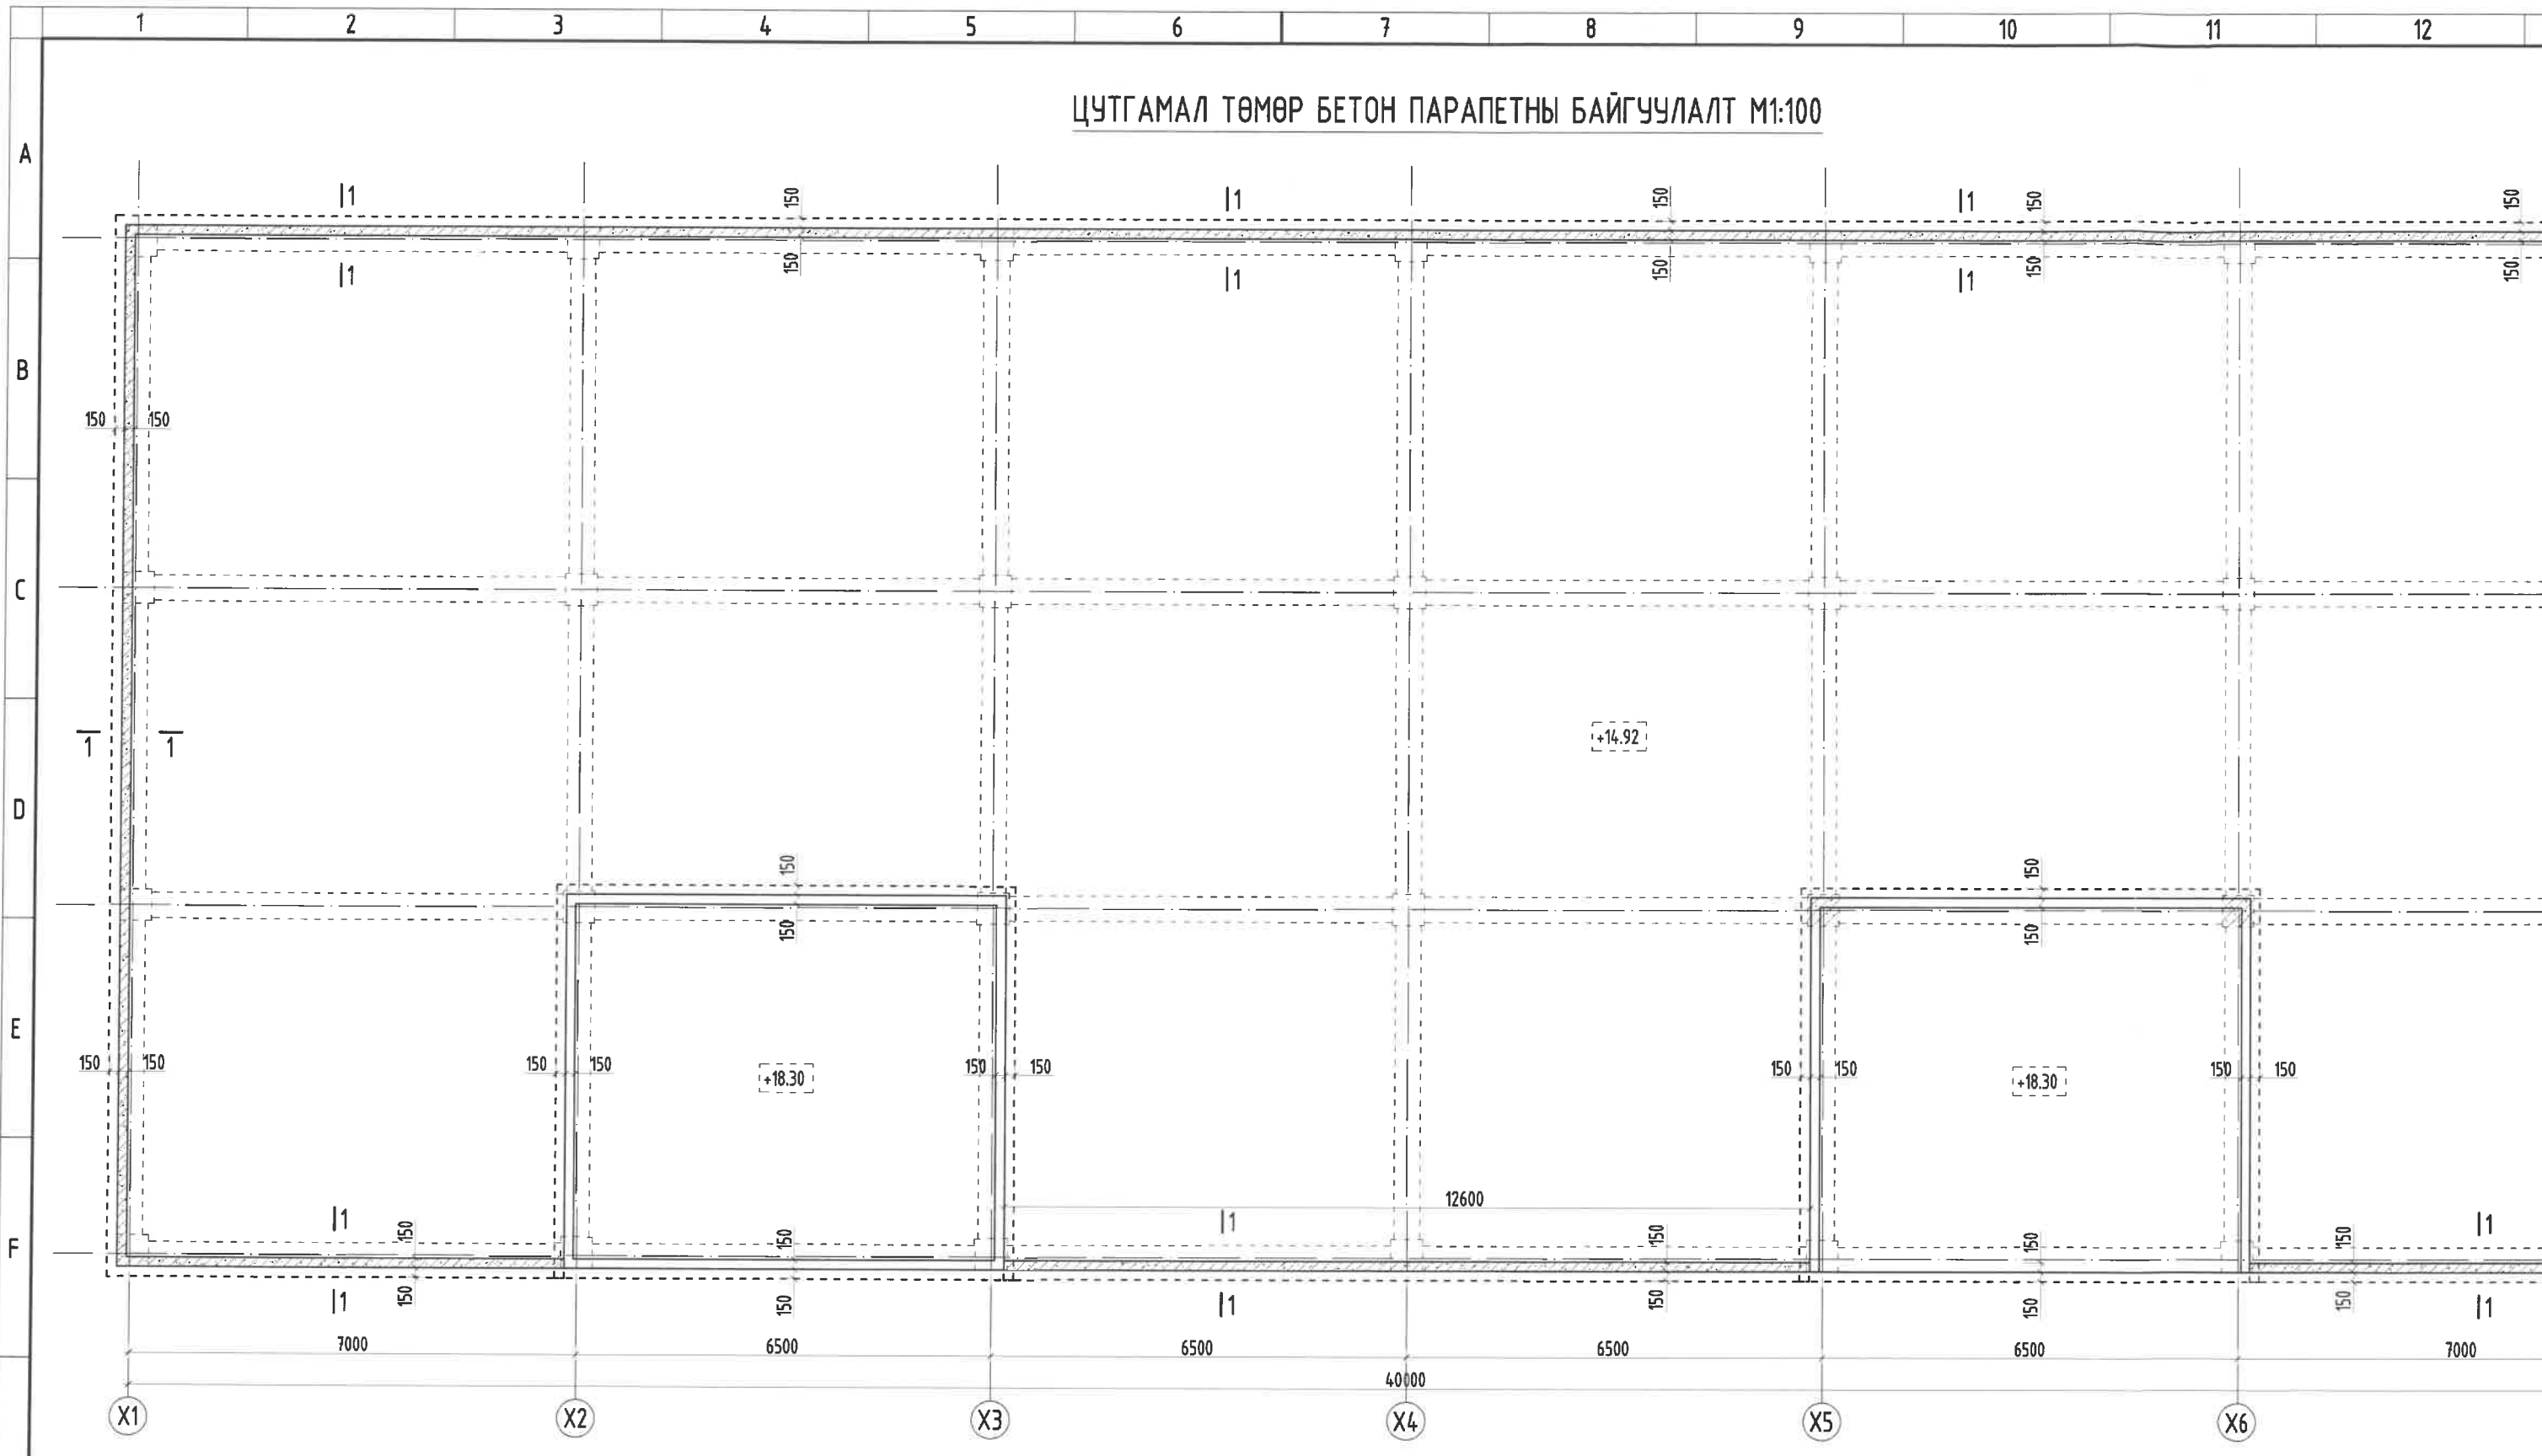 1 2 3 4 5 6 7 8 9 10 11 12
ЦУТГАМАЛ ТӨМӨР БЕТОН ПАРАПЕТНЫ БАЙГУУЛАЛТ М1:100
A
1 150 1 150 1 150 150
1 150 1 150 1 150 150
B
150 150
C
1 1
+14.92
D
150 150
150 150
E
150 150 150 150 150 150 150 150 150 150
+18.30 +18.30
12600
1 150 150 1 150 150 150 1
F
1 150 150 1 150 150 150 1
7000 6500 6500 6500 6500 7000
40000
X1 X2 X3 X4 X5 X6